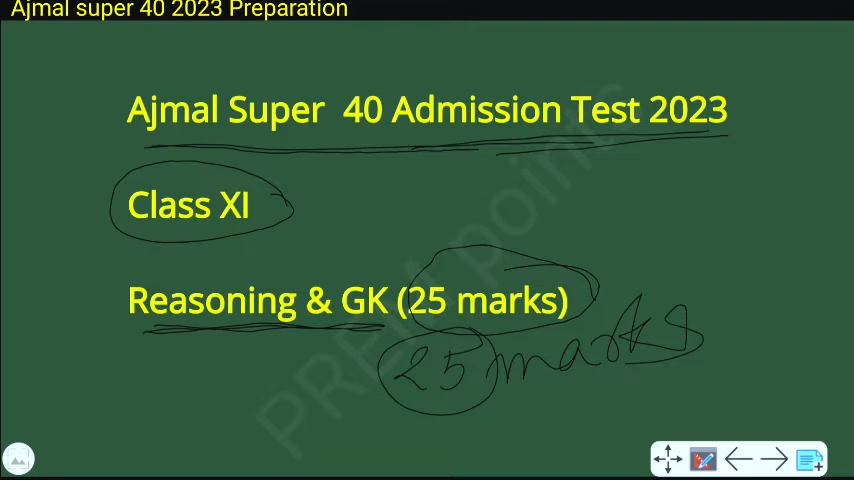 Ajmal super 40 2023 Preparation
Ajmal Super 40 Admission Test 2023
Class XI
Reasoning & GK (25 marks)
25 marks